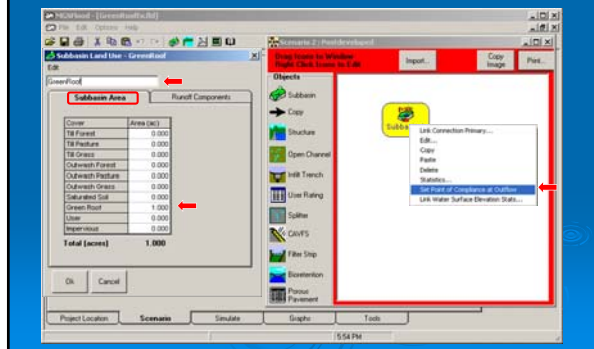 MGSFlood - [GreenRoofEx.fld]
File Edit Options Help
Subbasin Land Use - GreenRoof
Edit
GreenRoof
Subbasin Area
Runoff Components
Cover Area (ac)
Till Forest 0.000
Till Pasture 0.000
Till Grass 0.000
Outwash Forest 0.000
Outwash Pasture 0.000
Outwash Grass 0.000
Saturated Soil 0.000
Green Roof 1.000
User 0.000
Impervious 0.000
Total (acres) 1.000
Ok Cancel
Scenario 2 : Postdeveloped
Drag Icons to Window
Right Click Icons to Edit
Import...
Copy Image
Print...
Objects
Subbasin
Copy
Structure
Open Channel
Infilt Trench
User Rating
Splitter
CAVFS
Filter Strip
Bioretention
Porous Pavement
Subba
Link Connection Primary...
Edit...
Copy
Paste
Delete
Statistics...
Set Point of Compliance at Outflow
Link Water Surface Elevation Stats...
Project Location Scenario Simulate Graphs Tools
5:54 PM